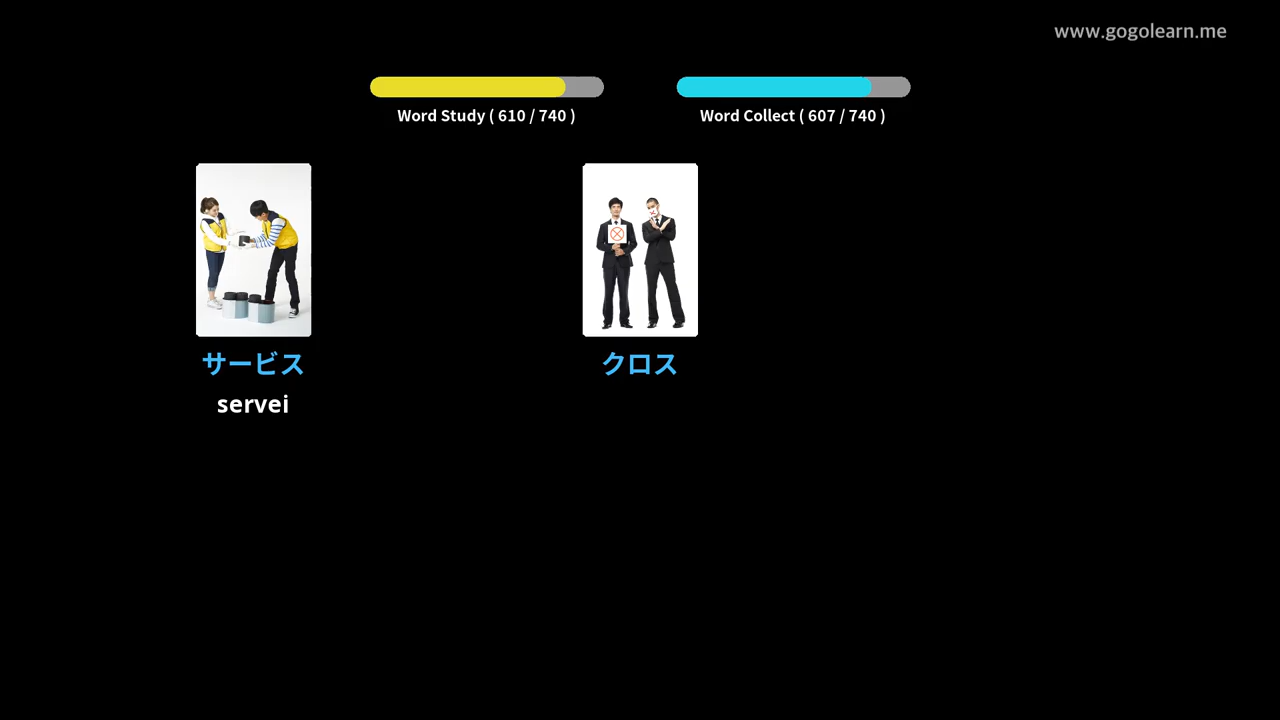 www.gogolearn.me
Word Study ( 610 / 740 )
Word Collect ( 607 / 740 )
サービス
クロス
servei